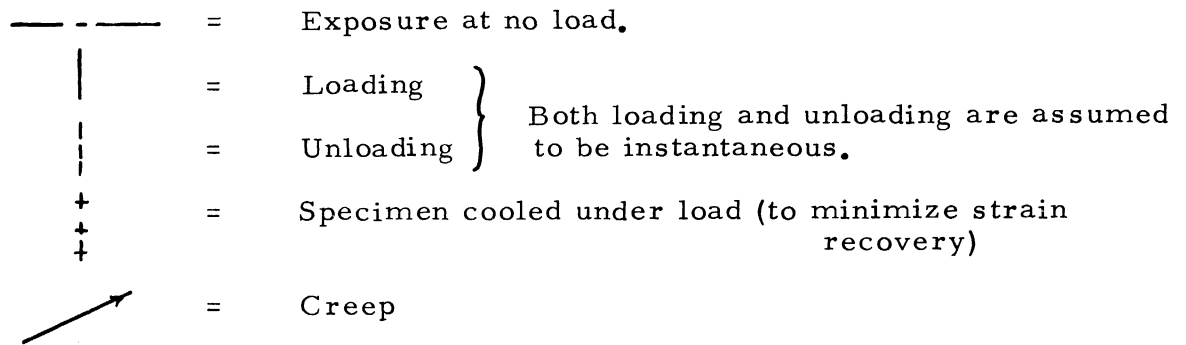 = Exposure at no load.
= Loading
Both loading and unloading are assumed
= Unloading
to be instantaneous.
= Specimen cooled under load (to minimize strain
recovery)
= Creep